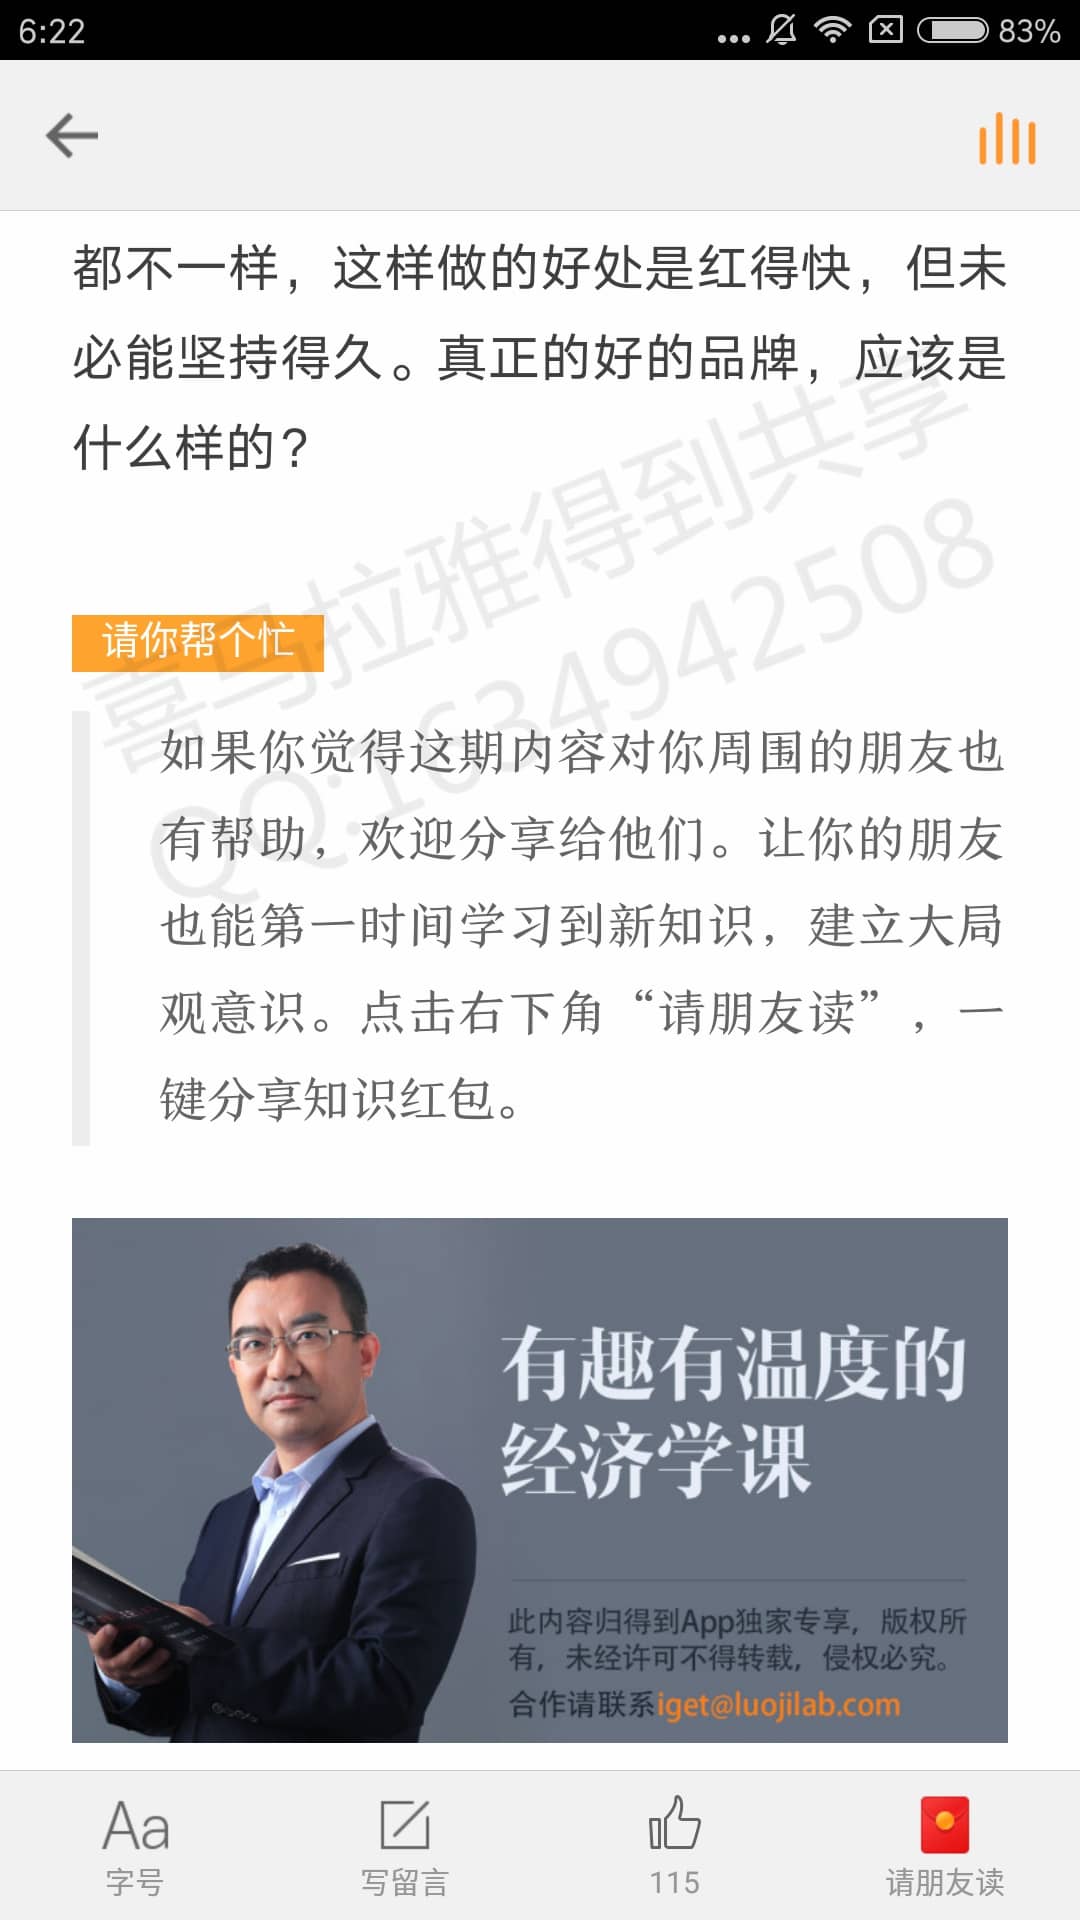 6:22
83%
都不一样，这样做的好处是红得快，但未
必能坚持得久。真正的好的品牌，应该是
什么样的?
喜马拉雅得到共享
QQ:1634942508
请你帮个忙
如果你觉得这期内容对你周围的朋友也
有帮助，欢迎分享给他们。让你的朋友
也能第一时间学习到新知识，建立大局
观意识。点击右下角“请朋友读”，一
键分享知识红包。
有趣有温度的
经济学课
此内容归得到App独家专享，版权所
有，未经许可不得转载，侵权必究。
合作请联系iget@luojilab.com
Aa
字号
写留言
115
请朋友读